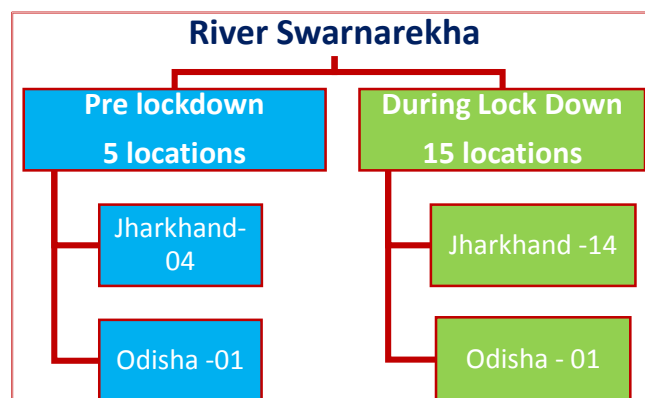 River Swarnarekha
Pre lockdown
5 locations
During Lock Down
15 locations
Jharkhand-
04
Jharkhand -14
Odisha -01
Odisha - 01